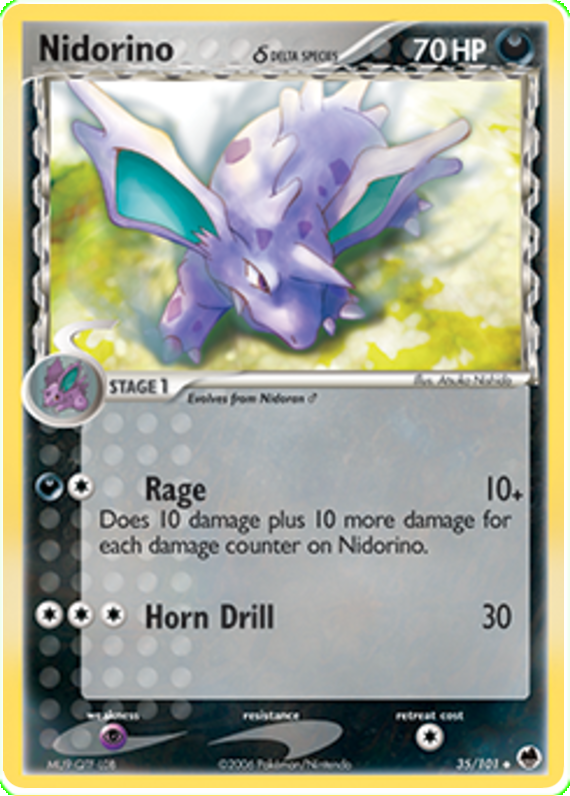 Nidorino δ DELTA SPECIES 70 HP
Illus. Atsuko Nishida
STAGE 1
Evolves from Nidoran ♂
Rage 10+
Does 10 damage plus 10 more damage for
each damage counter on Nidorino.
Horn Drill 30
weakness resistance retreat cost
©2006 Pokémon/Nintendo 35/101 ◆